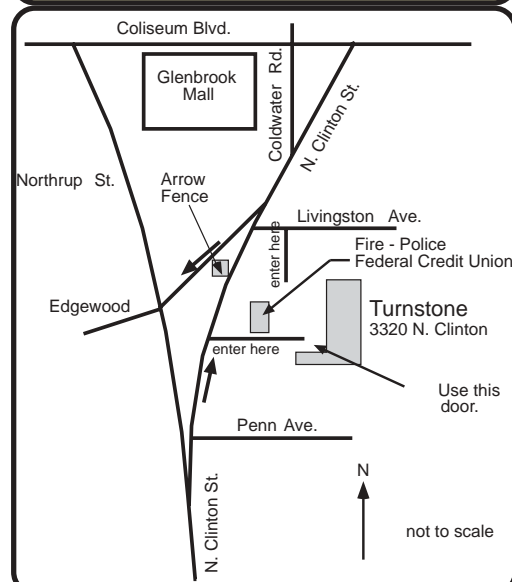 Coliseum Blvd.
Glenbrook
Mall
Coldwater Rd.
N. Clinton St.
Northrup St.
Arrow
Fence
Livingston Ave.
enter here
Fire - Police
Federal Credit Union
Edgewood
Turnstone
3320 N. Clinton
enter here
Use this
door.
Penn Ave.
N
N. Clinton St.
not to scale